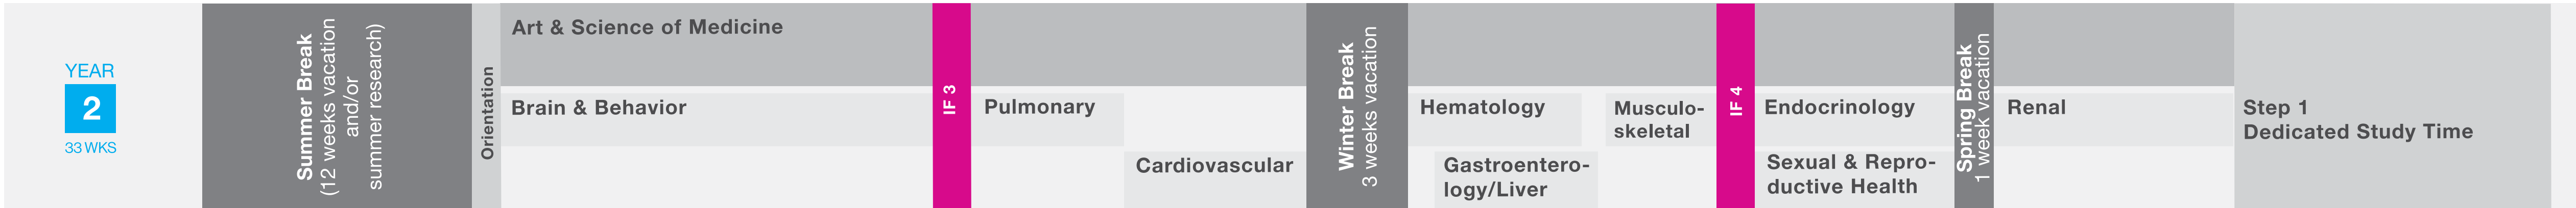 YEAR
2
33 WKS
Summer Break
(12 weeks vacation
and/or
summer research)
Orientation
Art & Science of Medicine
Brain & Behavior
IF 3
Pulmonary
Cardiovascular
Winter Break
3 weeks vacation
Hematology
Gastroentero-
logy/Liver
Musculo-
skeletal
IF 4
Endocrinology
Sexual & Repro-
ductive Health
Spring Break
1 week vacation
Renal
Step 1
Dedicated Study Time